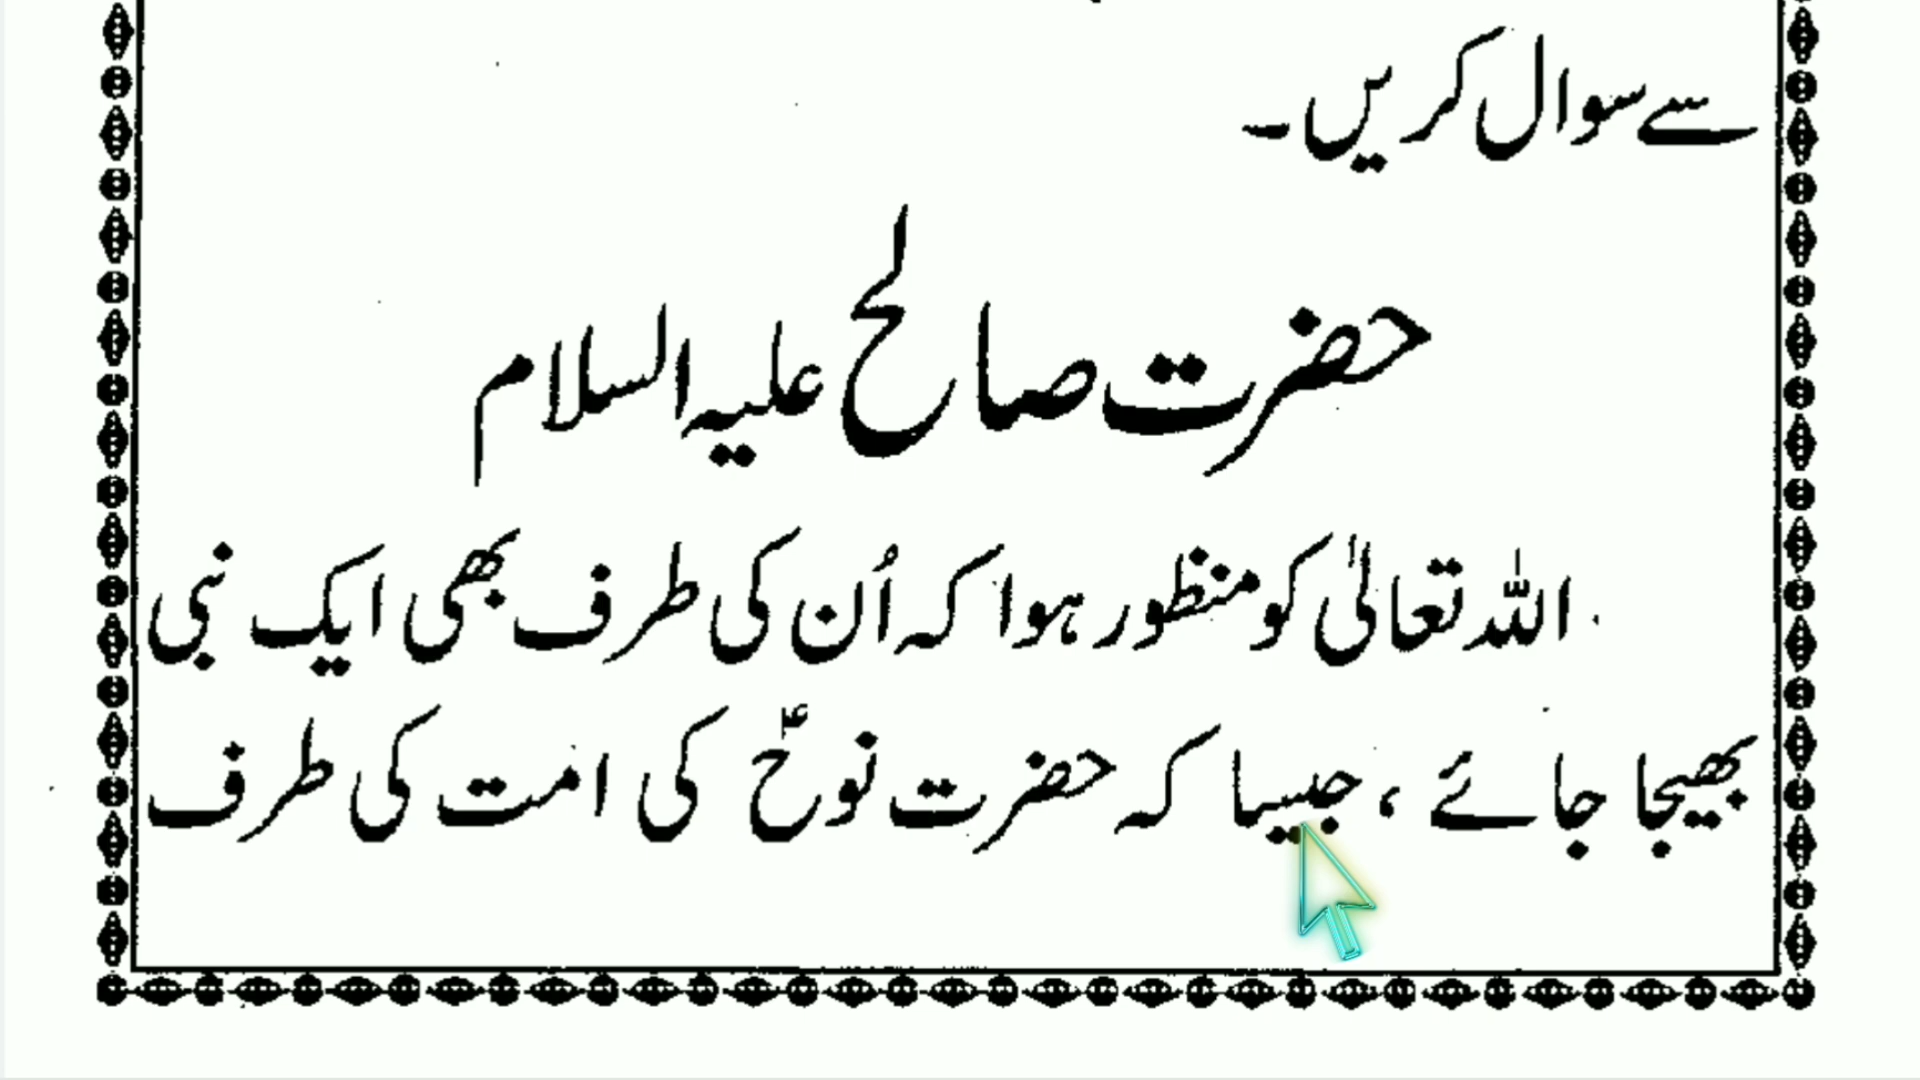 سے سوال کریں۔
حضرت صالح علیہ السلام
اللہ تعالیٰ کو منظور ہوا کہ اُن کی طرف بھی ایک نبی
بھیجا جائے ، جیسا کہ حضرت نوحؑ کی امت کی طرف